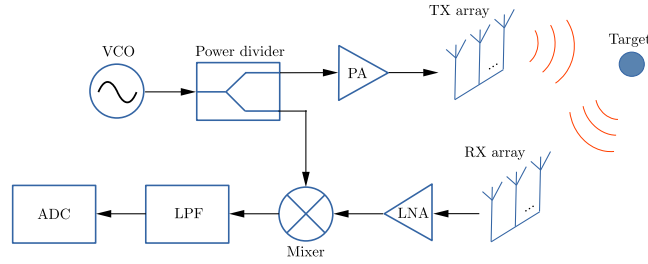 TX array
VCO
Power divider
Target
PA
...
RX array
ADC
LPF
LNA
...
Mixer